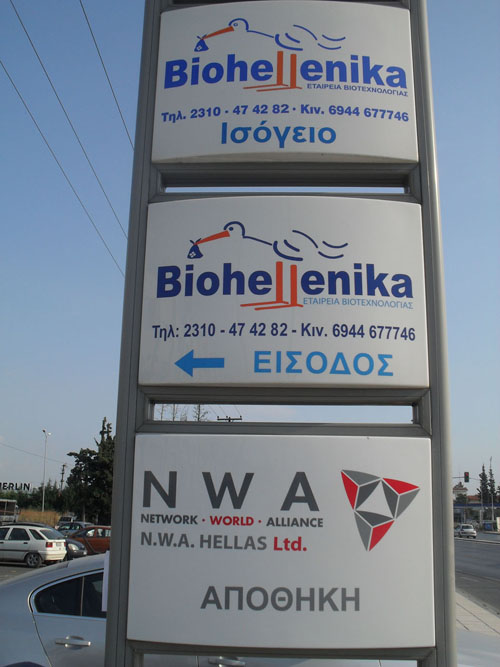 Biohellenika
ΕΤΑΙΡΕΙΑ ΒΙΟΤΕΧΝΟΛΟΓΙΑΣ
Τηλ. 2310 - 47 42 82 · Κιν. 6944 677746
Ισόγειο
Biohellenika
ΕΤΑΙΡΕΙΑ ΒΙΟΤΕΧΝΟΛΟΓΙΑΣ
Τηλ: 2310 - 47 42 82 - Κιν. 6944 677746
ΕΙΣΟΔΟΣ
NWA
NETWORK · WORLD · ALLIANCE
N.W.A. HELLAS Ltd.
ΑΠΟΘΗΚΗ